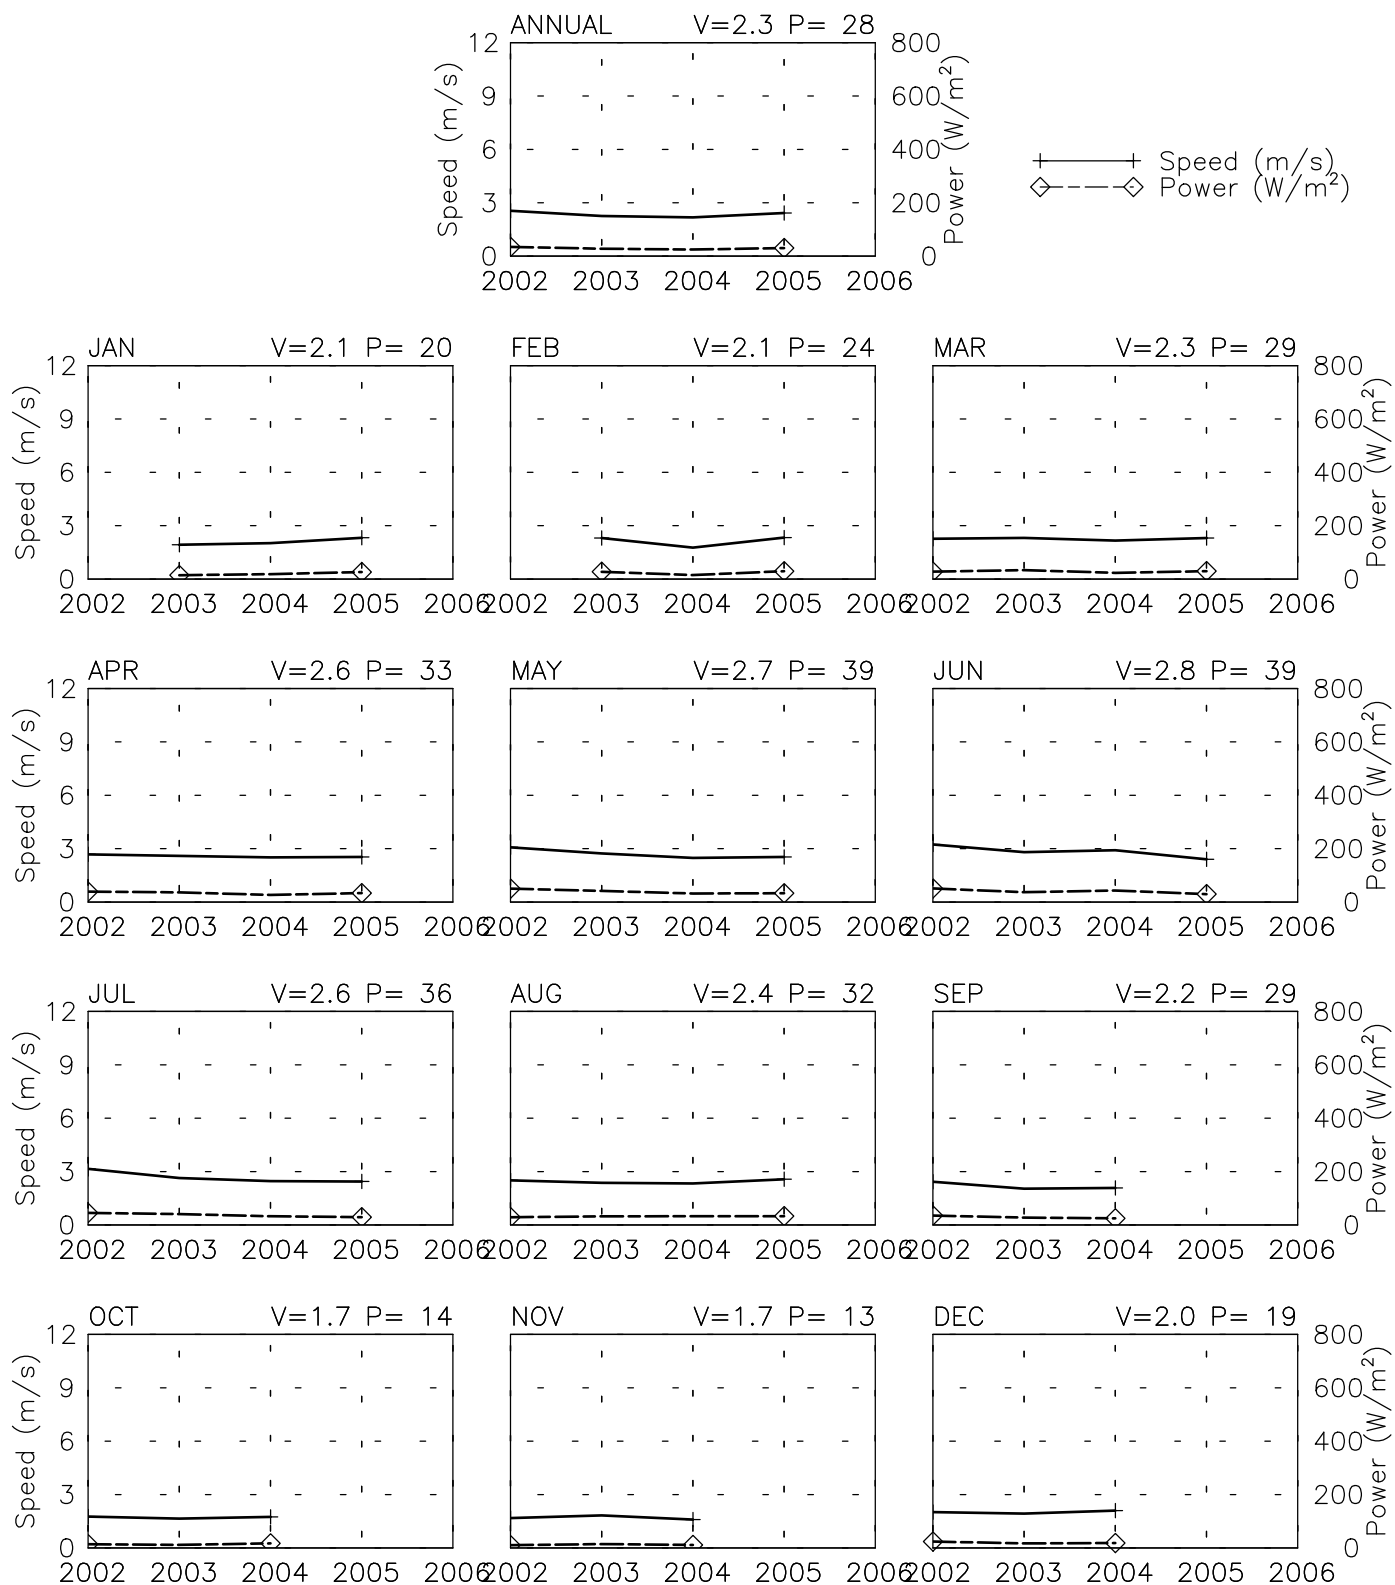 ANNUAL V=2.3 P= 28
12 800
9 600
6 400
3 200
0 0
Speed (m/s)
Power (W/m²)
2002 2003 2004 2005 2006
Speed (m/s)
Power (W/m²)
JAN V=2.1 P= 20 FEB V=2.1 P= 24 MAR V=2.3 P= 29
12 800
9 600
6 400
3 200
0 0
Speed (m/s)
Power (W/m²)
2002 2003 2004 2005 2006 2002 2003 2004 2005 2006 2002 2003 2004 2005 2006
APR V=2.6 P= 33 MAY V=2.7 P= 39 JUN V=2.8 P= 39
12 800
9 600
6 400
3 200
0 0
Speed (m/s)
Power (W/m²)
2002 2003 2004 2005 2006 2002 2003 2004 2005 2006 2002 2003 2004 2005 2006
JUL V=2.6 P= 36 AUG V=2.4 P= 32 SEP V=2.2 P= 29
12 800
9 600
6 400
3 200
0 0
Speed (m/s)
Power (W/m²)
2002 2003 2004 2005 2006 2002 2003 2004 2005 2006 2002 2003 2004 2005 2006
OCT V=1.7 P= 14 NOV V=1.7 P= 13 DEC V=2.0 P= 19
12 800
9 600
6 400
3 200
0 0
Speed (m/s)
Power (W/m²)
2002 2003 2004 2005 2006 2002 2003 2004 2005 2006 2002 2003 2004 2005 2006